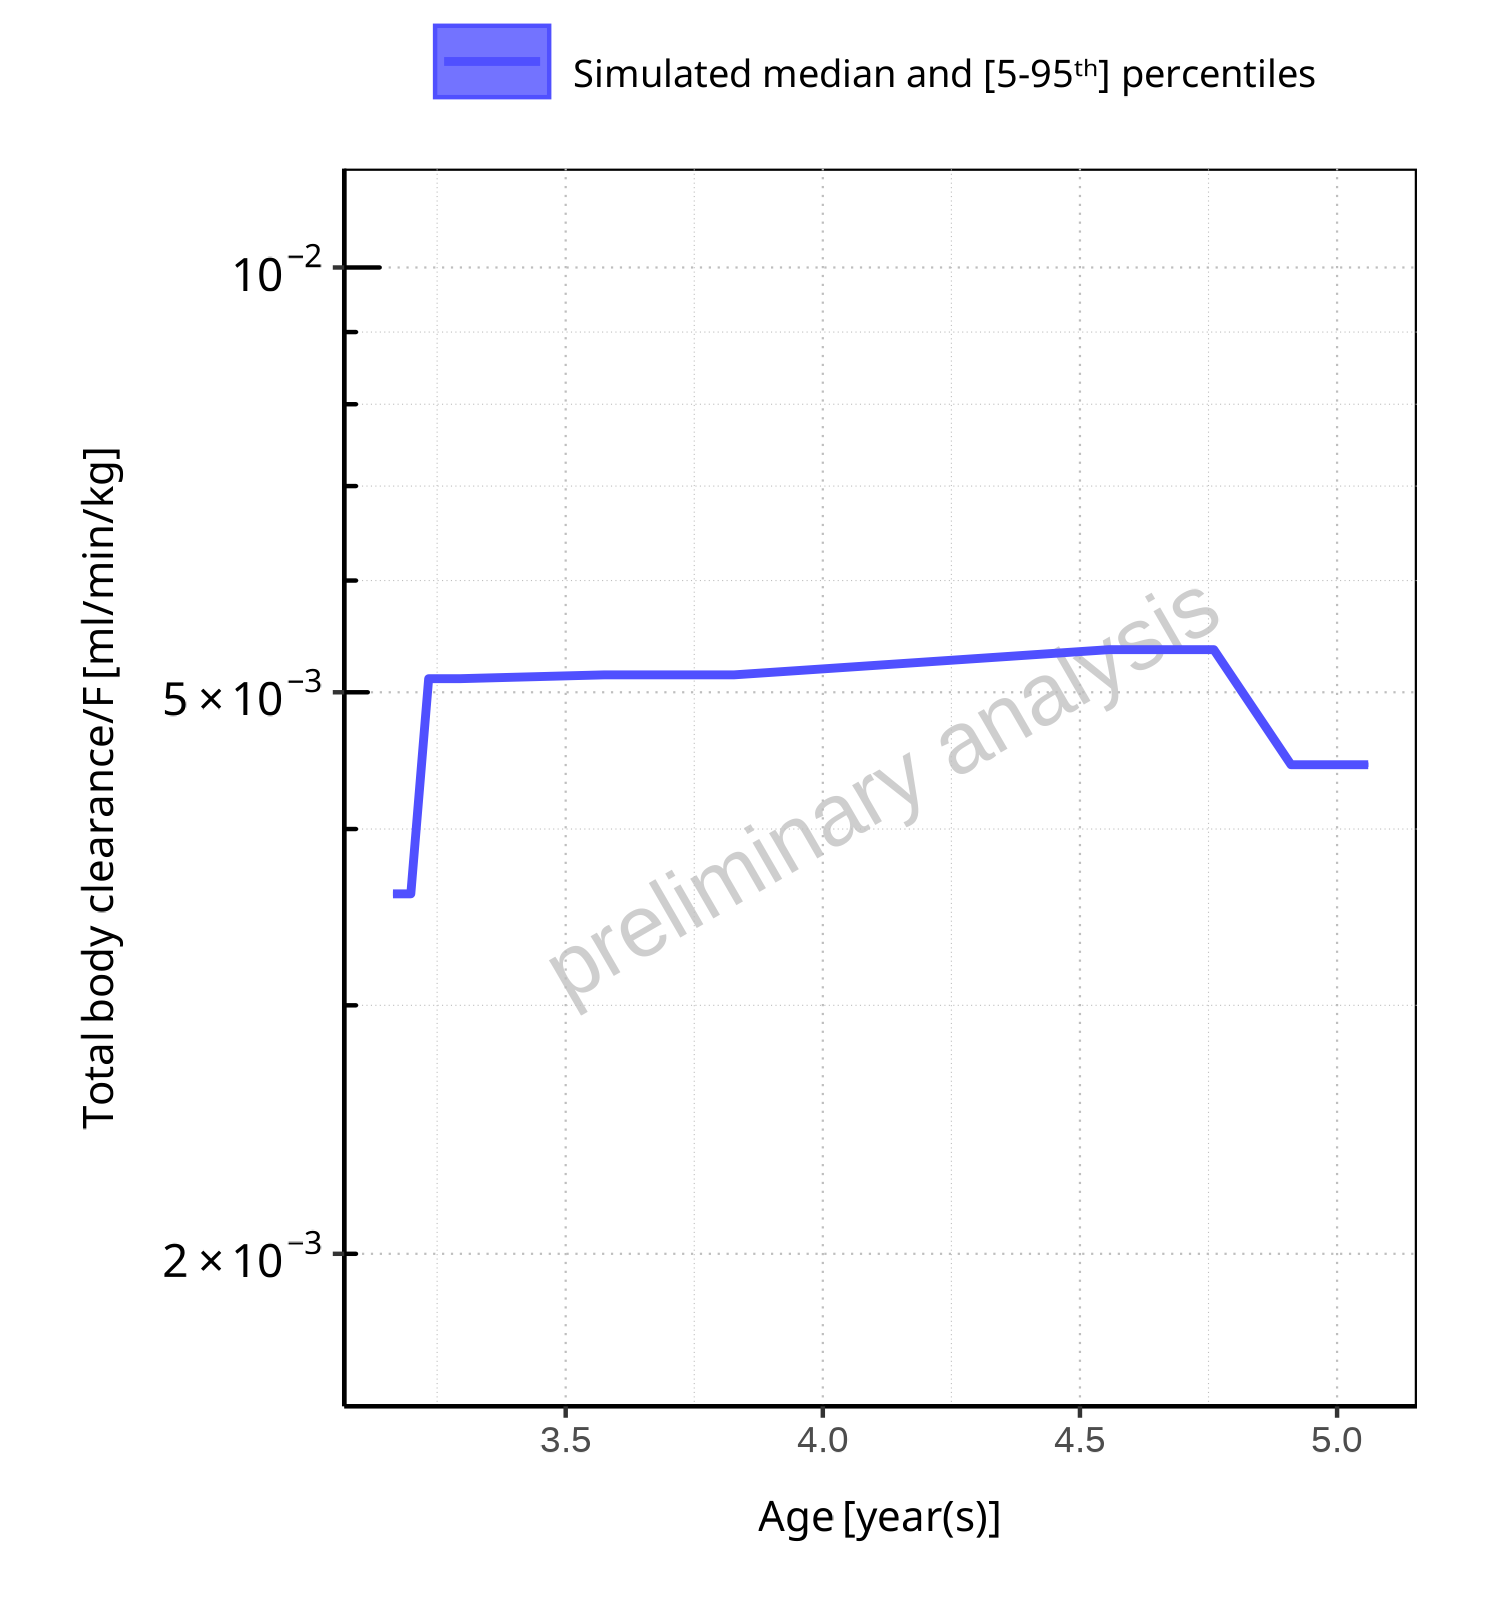 Simulated median and [5-95ᵗʰ] percentiles
10⁻²
5 × 10⁻³
2 × 10⁻³
Total body clearance/F [ml/min/kg]
preliminary analysis
3.5 4.0 4.5 5.0
Age [year(s)]